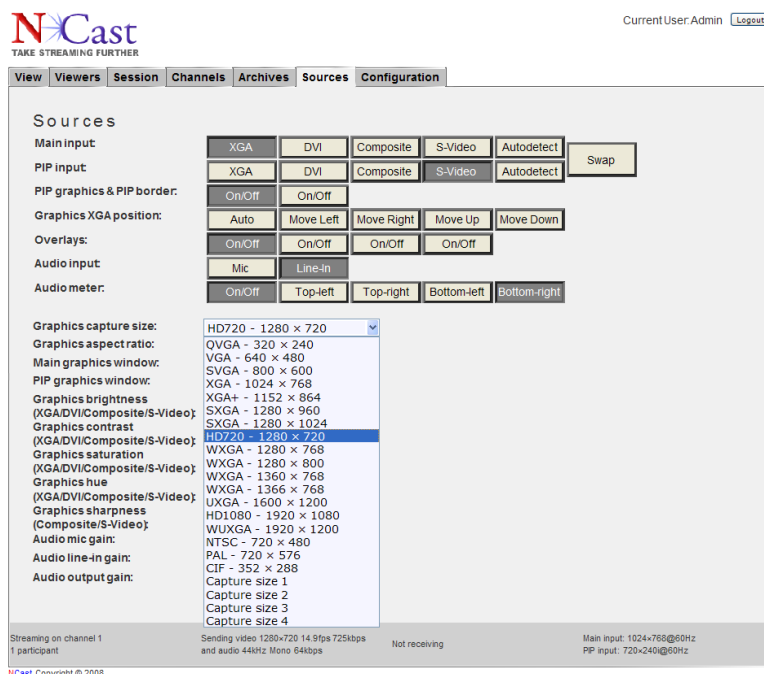 NCast
TAKE STREAMING FURTHER
Current User: Admin Logout
View Viewers Session Channels Archives Sources Configuration
Sources
Main input: XGA DVI Composite S-Video Autodetect
Swap
PIP input: XGA DVI Composite S-Video Autodetect
PIP graphics & PIP border: On/Off On/Off
Graphics XGA position: Auto Move Left Move Right Move Up Move Down
Overlays: On/Off On/Off On/Off On/Off
Audio input: Mic Line-In
Audio meter: On/Off Top-left Top-right Bottom-left Bottom-right
Graphics capture size: HD720 - 1280 × 720
Graphics aspect ratio:
Main graphics window:
PIP graphics window:
Graphics brightness
(XGA/DVI/Composite/S-Video):
Graphics contrast
(XGA/DVI/Composite/S-Video):
Graphics saturation
(XGA/DVI/Composite/S-Video):
Graphics hue
(XGA/DVI/Composite/S-Video):
Graphics sharpness
(Composite/S-Video):
Audio mic gain:
Audio line-in gain:
Audio output gain:
QVGA - 320 × 240
VGA - 640 × 480
SVGA - 800 × 600
XGA - 1024 × 768
XGA+ - 1152 × 864
SXGA - 1280 × 960
SXGA - 1280 × 1024
HD720 - 1280 × 720
WXGA - 1280 × 768
WXGA - 1280 × 800
WXGA - 1360 × 768
WXGA - 1366 × 768
UXGA - 1600 × 1200
HD1080 - 1920 × 1080
WUXGA - 1920 × 1200
NTSC - 720 × 480
PAL - 720 × 576
CIF - 352 × 288
Capture size 1
Capture size 2
Capture size 3
Capture size 4
Streaming on channel 1
1 participant
Sending video 1280×720 14.9fps 725kbps
and audio 44kHz Mono 64kbps
Not receiving
Main input: 1024×768@60Hz
PIP input: 720×240i@60Hz
NCast Copyright © 2008